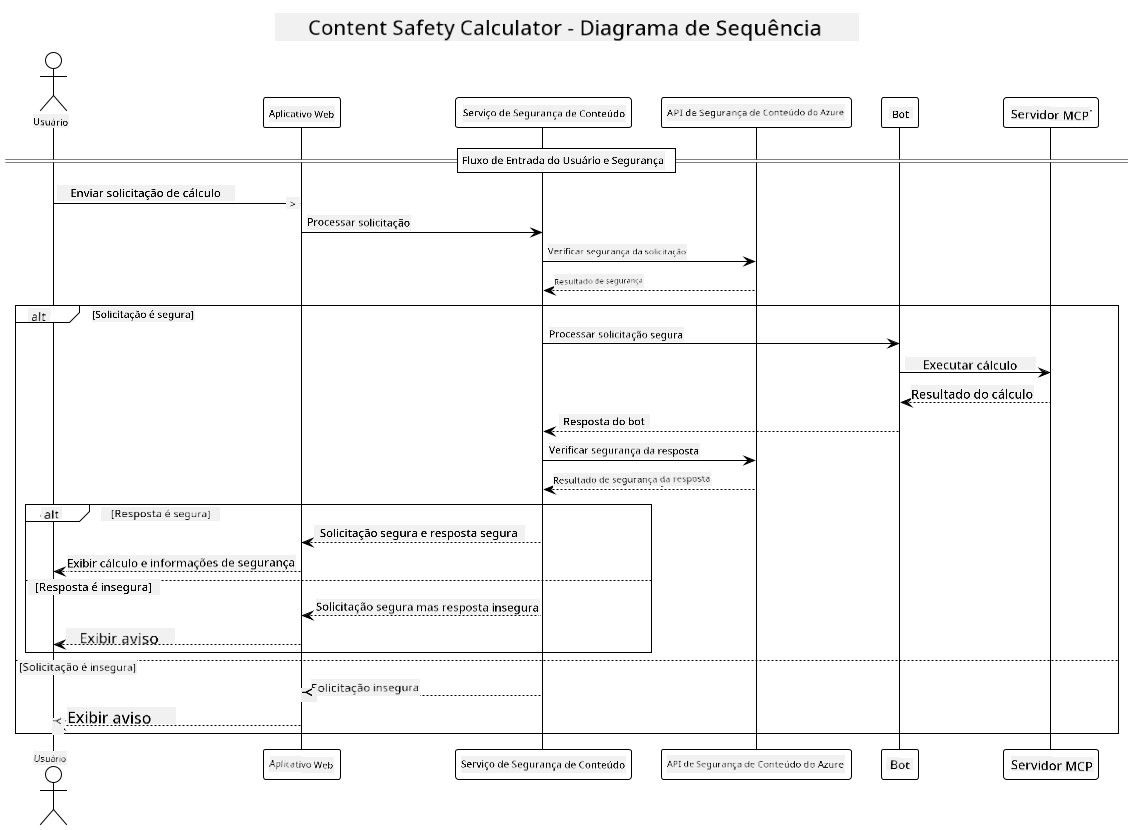 Content Safety Calculator - Diagrama de Sequência
Usuário
Aplicativo Web
Serviço de Segurança de Conteúdo
API de Segurança de Conteúdo do Azure
Bot
Servidor MCP
Fluxo de Entrada do Usuário e Segurança
Enviar solicitação de cálculo
Processar solicitação
Verificar segurança da solicitação
Resultado de segurança
alt
[Solicitação é segura]
Processar solicitação segura
Executar cálculo
Resultado do cálculo
Resposta do bot
Verificar segurança da resposta
Resultado de segurança da resposta
alt
[Resposta é segura]
Solicitação segura e resposta segura
Exibir cálculo e informações de segurança
[Resposta é insegura]
Solicitação segura mas resposta insegura
Exibir aviso
[Solicitação é insegura]
Solicitação insegura
Exibir aviso
Usuário
Aplicativo Web
Serviço de Segurança de Conteúdo
API de Segurança de Conteúdo do Azure
Bot
Servidor MCP